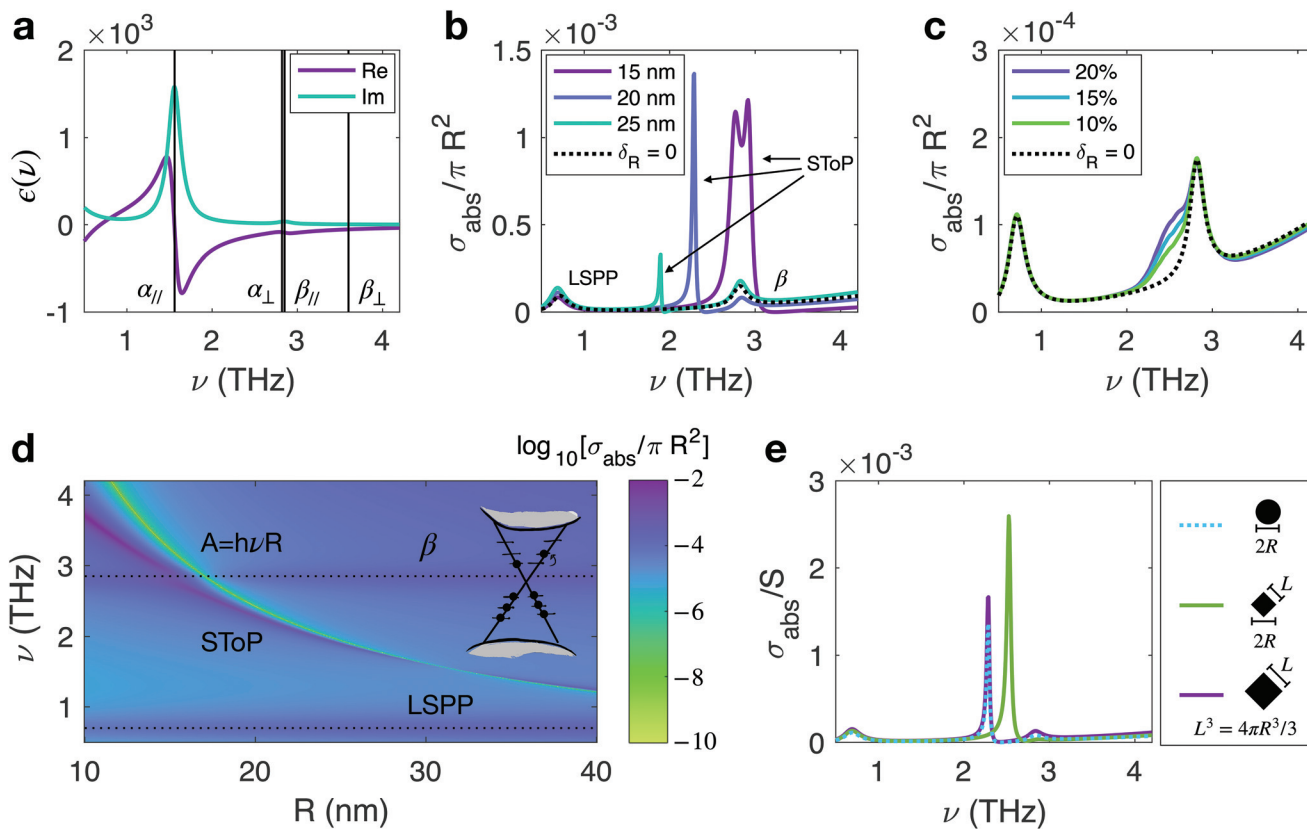 a
×10³
2
1
0
-1
ϵ(ν)
Re
Im
α//
α⊥
β//
β⊥
1
2
3
4
ν (THz)
b
×10⁻³
1.5
1
0.5
0
σabs/π R²
15 nm
20 nm
25 nm
δR = 0
SToP
LSPP
β
1
2
3
4
ν (THz)
c
×10⁻⁴
3
2
1
0
σabs/π R²
20%
15%
10%
δR = 0
1
2
3
4
ν (THz)
d
log10[σabs/π R²]
4
3
2
1
ν (THz)
A=hνR
β
SToP
LSPP
10
20
30
40
R (nm)
−2
−4
−6
−8
−10
e
×10⁻³
3
2
1
0
σabs/S
1
2
3
4
ν (THz)
2R
L
2R
L
L³ = 4πR³/3